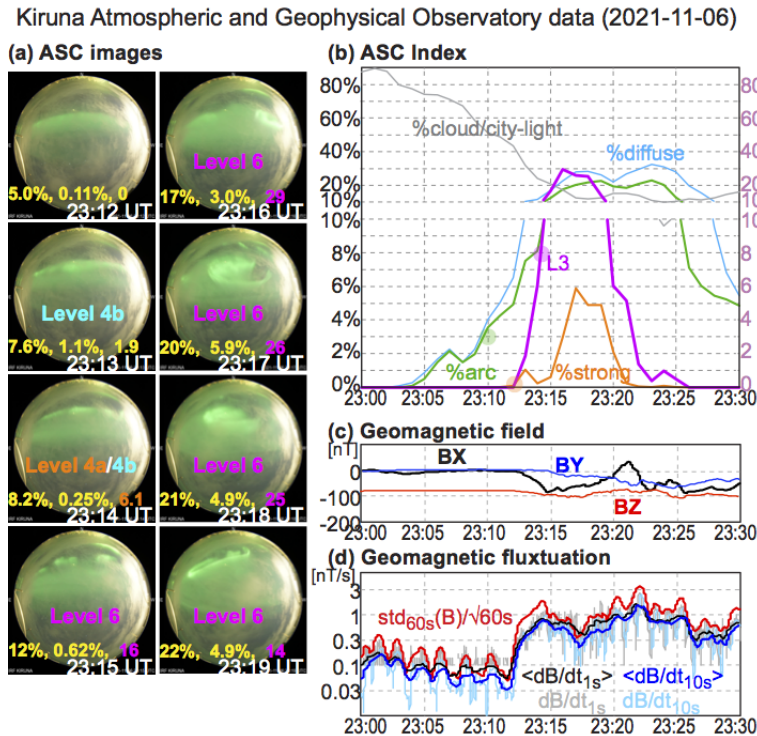 Kiruna Atmospheric and Geophysical Observatory data (2021-11-06)
(a) ASC images
5.0%, 0.11%, 0
23:12 UT
Level 6
17%, 3.0%, 29
23:16 UT
Level 4b
7.6%, 1.1%, 1.9
23:13 UT
Level 6
20%, 5.9%, 26
23:17 UT
Level 4a/4b
8.2%, 0.25%, 6.1
23:14 UT
Level 6
21%, 4.9%, 25
23:18 UT
Level 6
12%, 0.62%, 16
23:15 UT
Level 6
22%, 4.9%, 14
23:19 UT
(b) ASC Index
80%
60%
40%
20%
10%
10%
8%
6%
4%
2%
0%
%cloud/city-light
%diffuse
L3
%arc
%strong
80
60
40
20
10
10
8
6
4
2
0
23:00 23:05 23:10 23:15 23:20 23:25 23:30
(c) Geomagnetic field
[nT]
0
-100
-200
BX
BY
BZ
23:00 23:05 23:10 23:15 23:20 23:25 23:30
(d) Geomagnetic fluxtuation
[nT/s]
3
1
0.3
0.1
0.03
std60s(B)/√60s
<dB/dt1s> <dB/dt10s>
dB/dt1s dB/dt10s
23:00 23:05 23:10 23:15 23:20 23:25 23:30